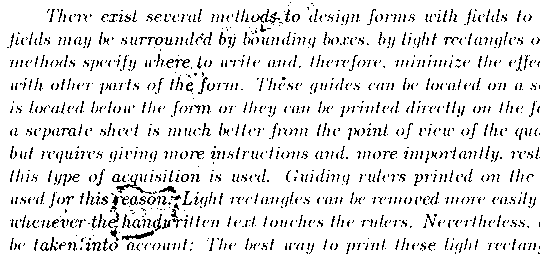 There exist several methods to design forms with fields to
fields may be surrounded by bounding boxes, by light rectangles o
methods specify where to write and, therefore, minimize the effec
with other parts of the form. These guides can be located on a s
is located below the form or they can be printed directly on the fo
a separate sheet is much better from the point of view of the qua
but requires giving more instructions and, more importantly, rest
this type of acquisition is used. Guiding rulers printed on the
used for this reason. Light rectangles can be removed more easily
whenever the handwritten text touches the rulers. Nevertheless,
be taken into account: The best way to print these light rectang